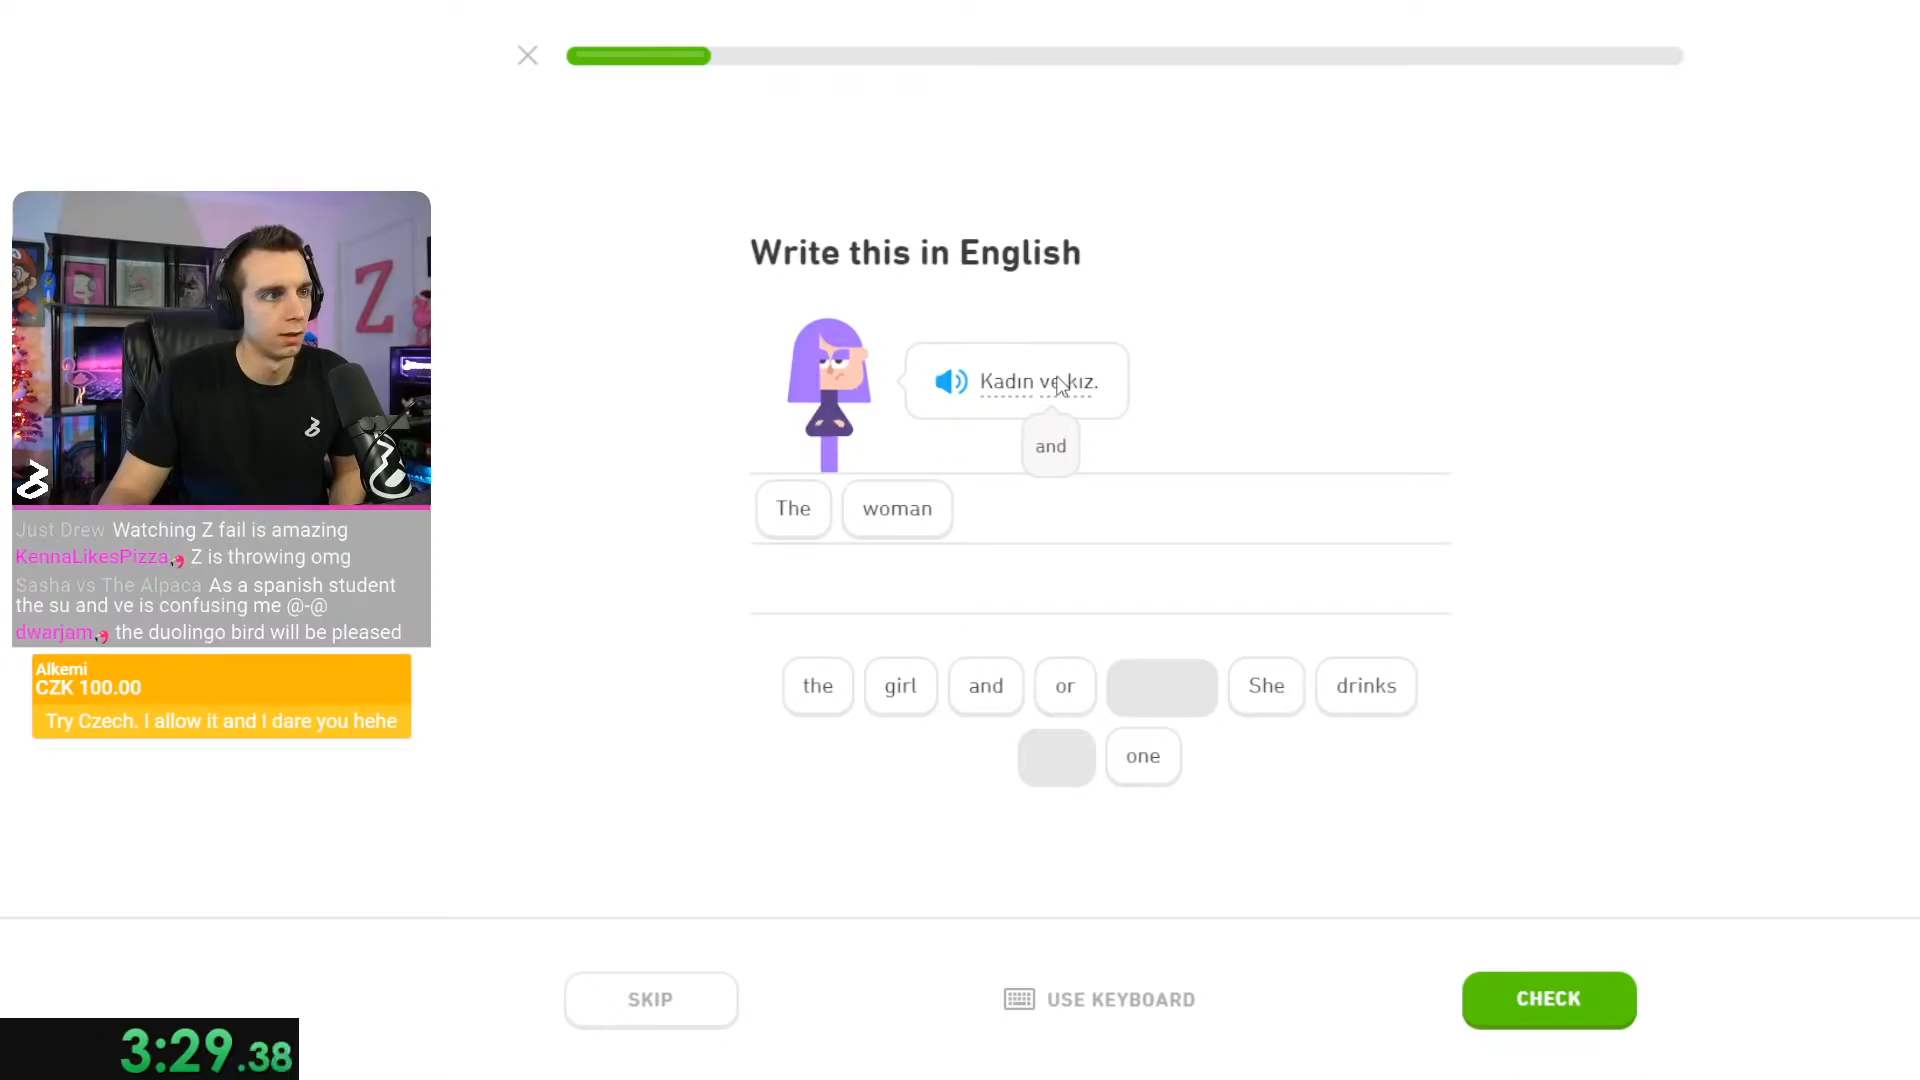 Write this in English
Kadın ve kız.
and
The woman
the girl and or She drinks
one
Z
Just Drew Watching Z fail is amazing
KennaLikesPizza Z is throwing omg
Sasha vs The Alpaca As a spanish student
the su and ve is confusing me @-@
dwarjam the duolingo bird will be pleased
Alkemi
CZK 100.00
Try Czech. I allow it and I dare you hehe
SKIP USE KEYBOARD CHECK
3:29.38